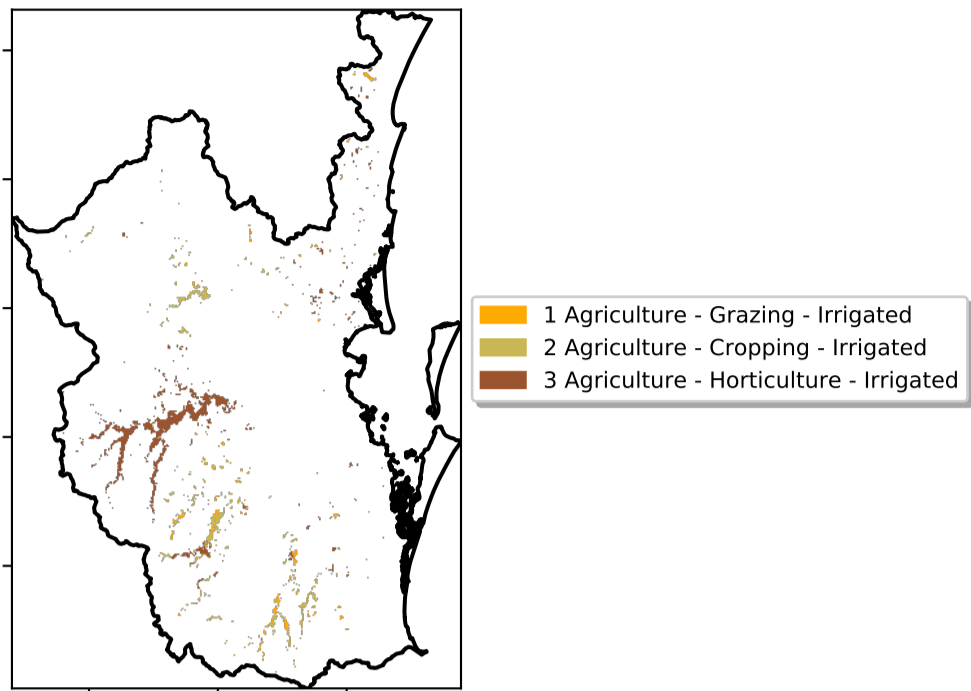 1 Agriculture - Grazing - Irrigated
2 Agriculture - Cropping - Irrigated
3 Agriculture - Horticulture - Irrigated